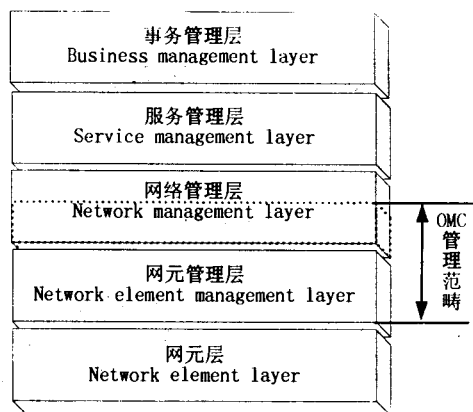 事务管理层
Business management layer
服务管理层
Service management layer
网络管理层
Network management layer
OMC
管
理
范
畴
网元管理层
Network element management layer
网元层
Network element layer